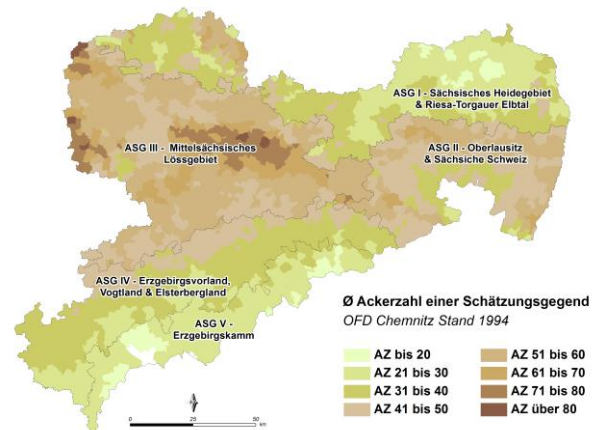 ASG I - Sächsisches Heidegebiet
& Riesa-Torgauer Elbtal
ASG III - Mittelsächsisches
Lössgebiet
ASG II - Oberlausitz
& Sächsiche Schweiz
ASG IV - Erzgebirgsvorland,
Vogtland & Elsterbergland
ASG V -
Erzgebirgskamm
Ø Ackerzahl einer Schätzungsgegend
OFD Chemnitz Stand 1994
AZ bis 20
AZ 21 bis 30
AZ 31 bis 40
AZ 41 bis 50
AZ 51 bis 60
AZ 61 bis 70
AZ 71 bis 80
AZ über 80
0 25 50
km